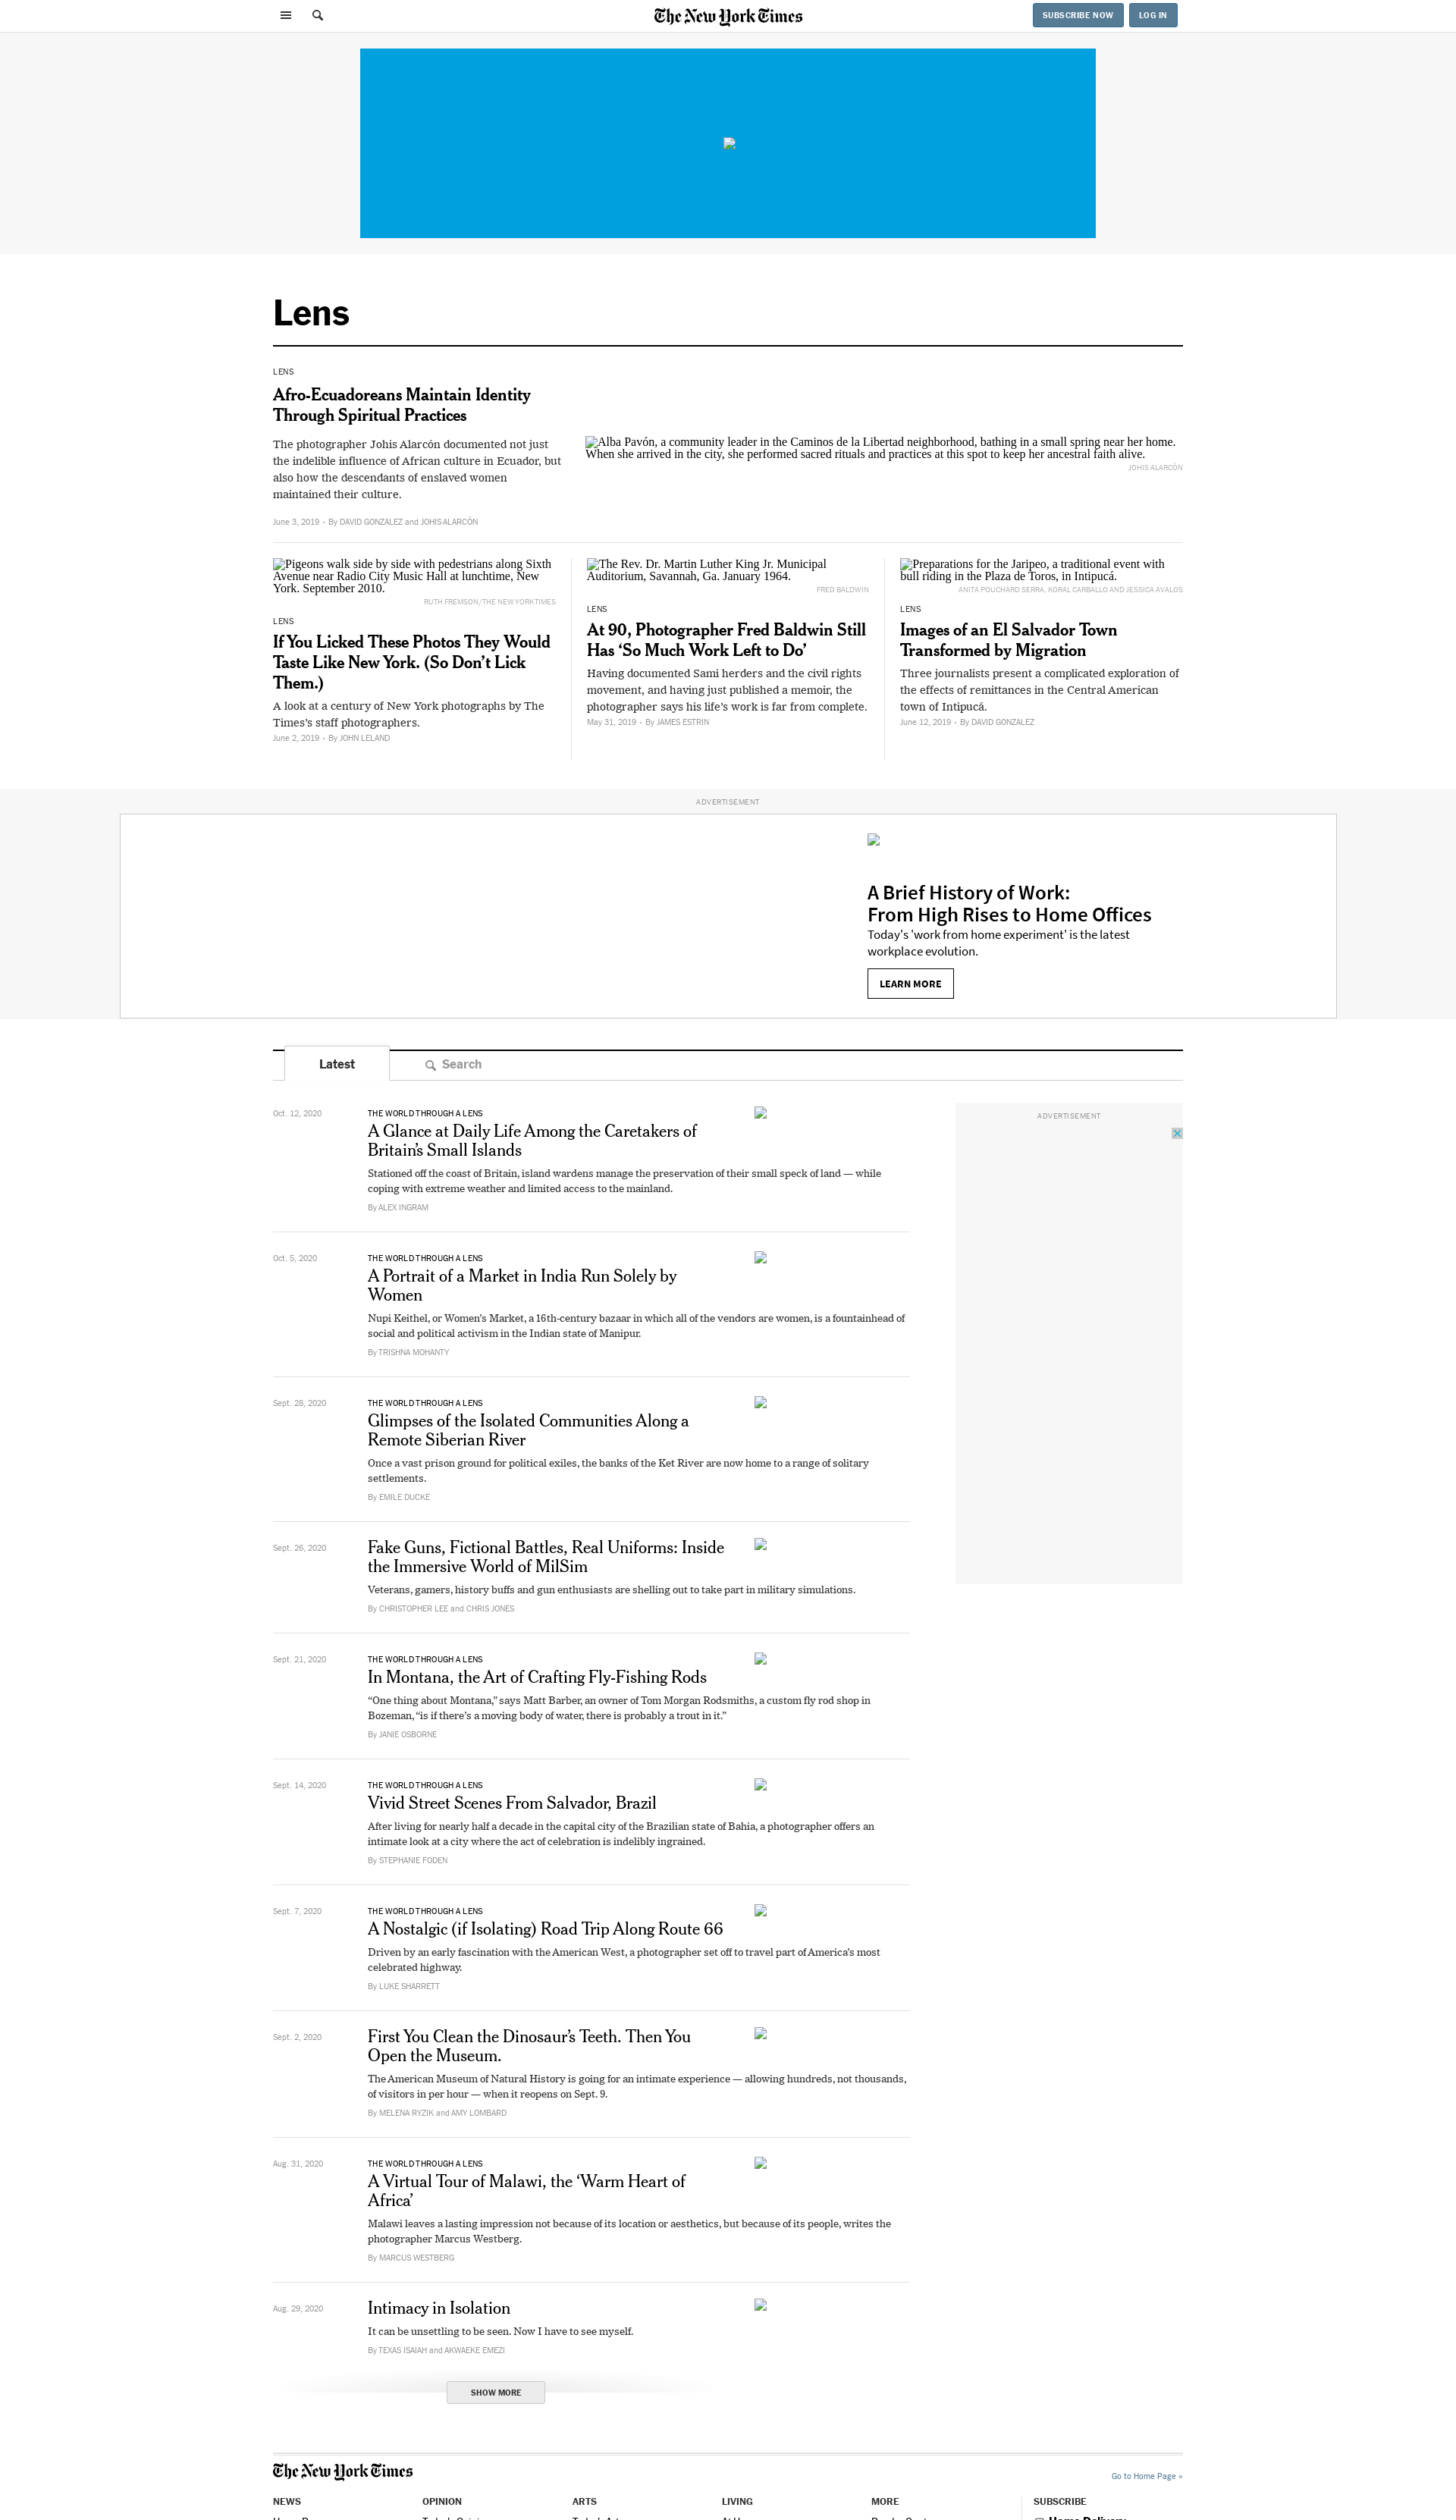 The New York Times
SUBSCRIBE NOW
LOG IN
Lens
LENS
Afro-Ecuadoreans Maintain Identity
Through Spiritual Practices
The photographer Johis Alarcón documented not just
the indelible influence of African culture in Ecuador, but
also how the descendants of enslaved women
maintained their culture.
June 3, 2019 • By DAVID GONZALEZ and JOHIS ALARCÓN
Alba Pavón, a community leader in the Caminos de la Libertad neighborhood, bathing in a small spring near her home.
When she arrived in the city, she performed sacred rituals and practices at this spot to keep her ancestral faith alive.
JOHIS ALARCÓN
Pigeons walk side by side with pedestrians along Sixth
Avenue near Radio City Music Hall at lunchtime, New
York. September 2010.
RUTH FREMSON/THE NEW YORK TIMES
LENS
If You Licked These Photos They Would
Taste Like New York. (So Don’t Lick
Them.)
A look at a century of New York photographs by The
Times’s staff photographers.
June 2, 2019 • By JOHN LELAND
The Rev. Dr. Martin Luther King Jr. Municipal
Auditorium, Savannah, Ga. January 1964.
FRED BALDWIN
LENS
At 90, Photographer Fred Baldwin Still
Has ‘So Much Work Left to Do’
Having documented Sami herders and the civil rights
movement, and having just published a memoir, the
photographer says his life’s work is far from complete.
May 31, 2019 • By JAMES ESTRIN
Preparations for the Jaripeo, a traditional event with
bull riding in the Plaza de Toros, in Intipucá.
ANITA POUCHARD SERRA, KORAL CARBALLO AND JESSICA AVALOS
LENS
Images of an El Salvador Town
Transformed by Migration
Three journalists present a complicated exploration of
the effects of remittances in the Central American
town of Intipucá.
June 12, 2019 • By DAVID GONZALEZ
ADVERTISEMENT
A Brief History of Work:
From High Rises to Home Offices
Today's 'work from home experiment' is the latest
workplace evolution.
LEARN MORE
Latest
Search
ADVERTISEMENT
Oct. 12, 2020
THE WORLD THROUGH A LENS
A Glance at Daily Life Among the Caretakers of
Britain’s Small Islands
Stationed off the coast of Britain, island wardens manage the preservation of their small speck of land — while
coping with extreme weather and limited access to the mainland.
By ALEX INGRAM
Oct. 5, 2020
THE WORLD THROUGH A LENS
A Portrait of a Market in India Run Solely by
Women
Nupi Keithel, or Women’s Market, a 16th-century bazaar in which all of the vendors are women, is a fountainhead of
social and political activism in the Indian state of Manipur.
By TRISHNA MOHANTY
Sept. 28, 2020
THE WORLD THROUGH A LENS
Glimpses of the Isolated Communities Along a
Remote Siberian River
Once a vast prison ground for political exiles, the banks of the Ket River are now home to a range of solitary
settlements.
By EMILE DUCKE
Sept. 26, 2020
Fake Guns, Fictional Battles, Real Uniforms: Inside
the Immersive World of MilSim
Veterans, gamers, history buffs and gun enthusiasts are shelling out to take part in military simulations.
By CHRISTOPHER LEE and CHRIS JONES
Sept. 21, 2020
THE WORLD THROUGH A LENS
In Montana, the Art of Crafting Fly-Fishing Rods
“One thing about Montana,” says Matt Barber, an owner of Tom Morgan Rodsmiths, a custom fly rod shop in
Bozeman, “is if there’s a moving body of water, there is probably a trout in it.”
By JANIE OSBORNE
Sept. 14, 2020
THE WORLD THROUGH A LENS
Vivid Street Scenes From Salvador, Brazil
After living for nearly half a decade in the capital city of the Brazilian state of Bahia, a photographer offers an
intimate look at a city where the act of celebration is indelibly ingrained.
By STEPHANIE FODEN
Sept. 7, 2020
THE WORLD THROUGH A LENS
A Nostalgic (if Isolating) Road Trip Along Route 66
Driven by an early fascination with the American West, a photographer set off to travel part of America’s most
celebrated highway.
By LUKE SHARRETT
Sept. 2, 2020
First You Clean the Dinosaur’s Teeth. Then You
Open the Museum.
The American Museum of Natural History is going for an intimate experience — allowing hundreds, not thousands,
of visitors in per hour — when it reopens on Sept. 9.
By MELENA RYZIK and AMY LOMBARD
Aug. 31, 2020
THE WORLD THROUGH A LENS
A Virtual Tour of Malawi, the ‘Warm Heart of
Africa’
Malawi leaves a lasting impression not because of its location or aesthetics, but because of its people, writes the
photographer Marcus Westberg.
By MARCUS WESTBERG
Aug. 29, 2020
Intimacy in Isolation
It can be unsettling to be seen. Now I have to see myself.
By TEXAS ISAIAH and AKWAEKE EMEZI
SHOW MORE
The New York Times
Go to Home Page »
NEWS
OPINION
ARTS
LIVING
MORE
SUBSCRIBE